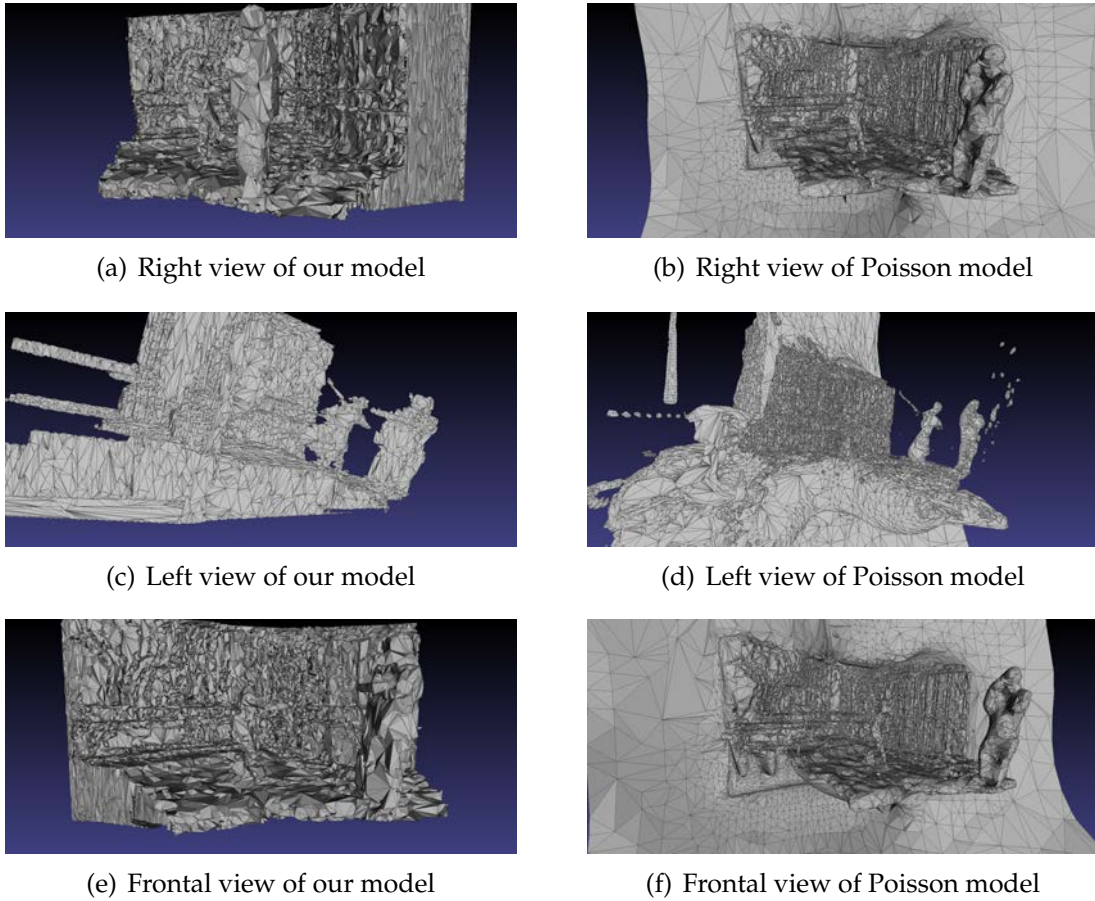 (a) Right view of our model
(b) Right view of Poisson model
(c) Left view of our model
(d) Left view of Poisson model
(e) Frontal view of our model
(f) Frontal view of Poisson model